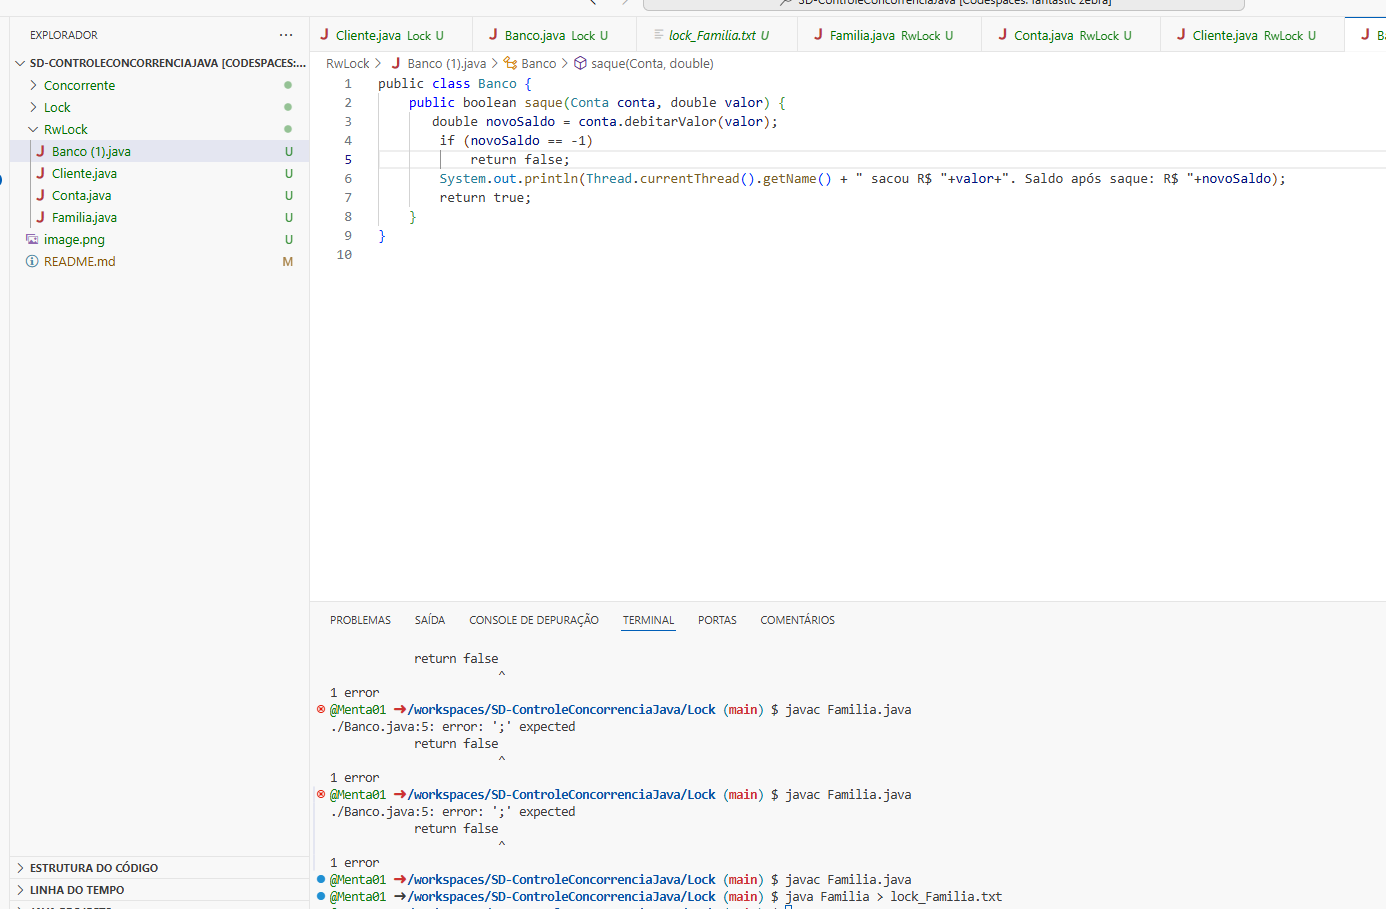 SD-ControleConcorrenciaJava [Codespaces: fantastic zebra]
EXPLORADOR ...
SD-CONTROLECONCORRENCIAJAVA [CODESPACES:...
Concorrente
Lock
RwLock
Banco (1).java U
Cliente.java U
Conta.java U
Familia.java U
image.png U
README.md M
ESTRUTURA DO CÓDIGO
LINHA DO TEMPO
Cliente.java Lock U
Banco.java Lock U
lock_Familia.txt U
Familia.java RwLock U
Conta.java RwLock U
Cliente.java RwLock U
RwLock > Banco (1).java > Banco > saque(Conta, double)
1 public class Banco {
2 public boolean saque(Conta conta, double valor) {
3 double novoSaldo = conta.debitarValor(valor);
4 if (novoSaldo == -1)
5 return false;
6 System.out.println(Thread.currentThread().getName() + " sacou R$ "+valor+". Saldo após saque: R$ "+novoSaldo);
7 return true;
8 }
9 }
10
PROBLEMAS SAÍDA CONSOLE DE DEPURAÇÃO TERMINAL PORTAS COMENTÁRIOS
return false
^
1 error
@Menta01 ➜/workspaces/SD-ControleConcorrenciaJava/Lock (main) $ javac Familia.java
./Banco.java:5: error: ';' expected
return false
^
1 error
@Menta01 ➜/workspaces/SD-ControleConcorrenciaJava/Lock (main) $ javac Familia.java
./Banco.java:5: error: ';' expected
return false
^
1 error
@Menta01 ➜/workspaces/SD-ControleConcorrenciaJava/Lock (main) $ javac Familia.java
@Menta01 ➜/workspaces/SD-ControleConcorrenciaJava/Lock (main) $ java Familia > lock_Familia.txt